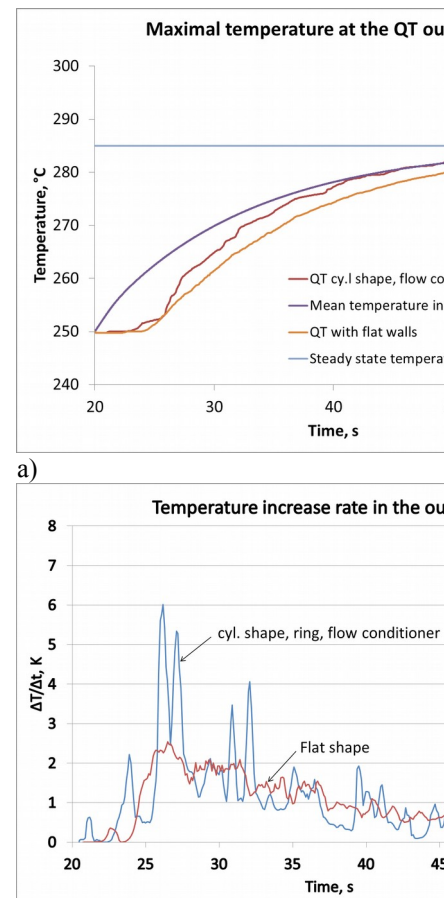 Maximal temperature at the QT ou
300
290
280
270
260
250
240
Temperature, °C
QT cy.l shape, flow co
Mean temperature in
QT with flat walls
Steady state tempera
20
30
40
Time, s
a)
Temperature increase rate in the ou
8
7
6
5
4
3
2
1
0
ΔT/Δt, K
cyl. shape, ring, flow conditioner
Flat shape
20
25
30
35
40
45
Time, s